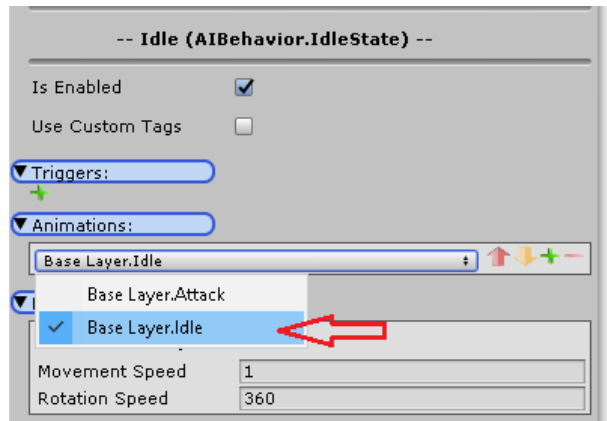 -- Idle (AIBehavior.IdleState) --
Is Enabled
Use Custom Tags
Triggers:
Animations:
Base Layer.Idle
Base Layer.Attack
Base Layer.Idle
Movement Speed 1
Rotation Speed 360